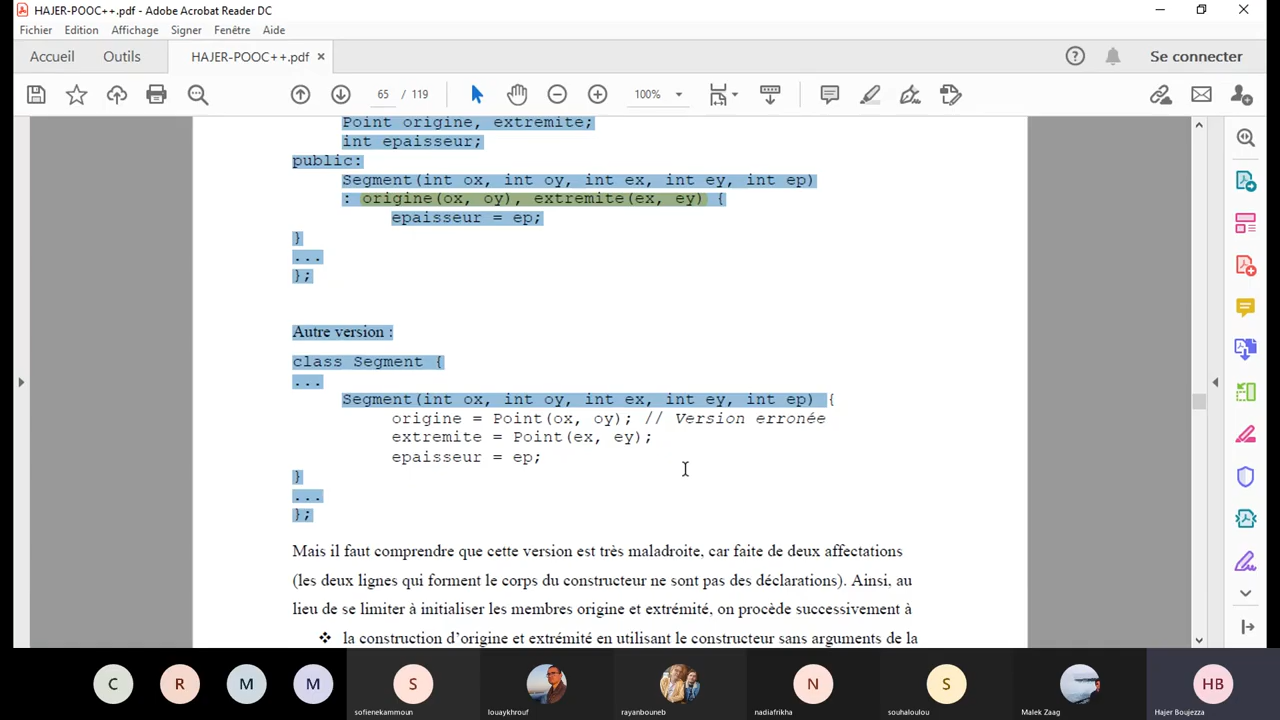 HAJER-POOC++.pdf - Adobe Acrobat Reader DC
Fichier Edition Affichage Signer Fenêtre Aide
Accueil Outils HAJER-POOC++.pdf × Se connecter
65 / 119 100%
Point origine, extremite;
int epaisseur;
public:
Segment(int ox, int oy, int ex, int ey, int ep)
: origine(ox, oy), extremite(ex, ey) {
epaisseur = ep;
}
...
};
Autre version :
class Segment {
...
Segment(int ox, int oy, int ex, int ey, int ep) {
origine = Point(ox, oy); // Version erronée
extremite = Point(ex, ey);
epaisseur = ep;
}
...
};
Mais il faut comprendre que cette version est très maladroite, car faite de deux affectations
(les deux lignes qui forment le corps du constructeur ne sont pas des déclarations). Ainsi, au
lieu de se limiter à initialiser les membres origine et extrémité, on procède successivement à
❖ la construction d'origine et extrémité en utilisant le constructeur sans arguments de la
C R M M S N S HB
sofienekammoun louaykhrouf rayanbouneb nadiafrikha souhaloulou Malek Zaag Hajer Boujezza